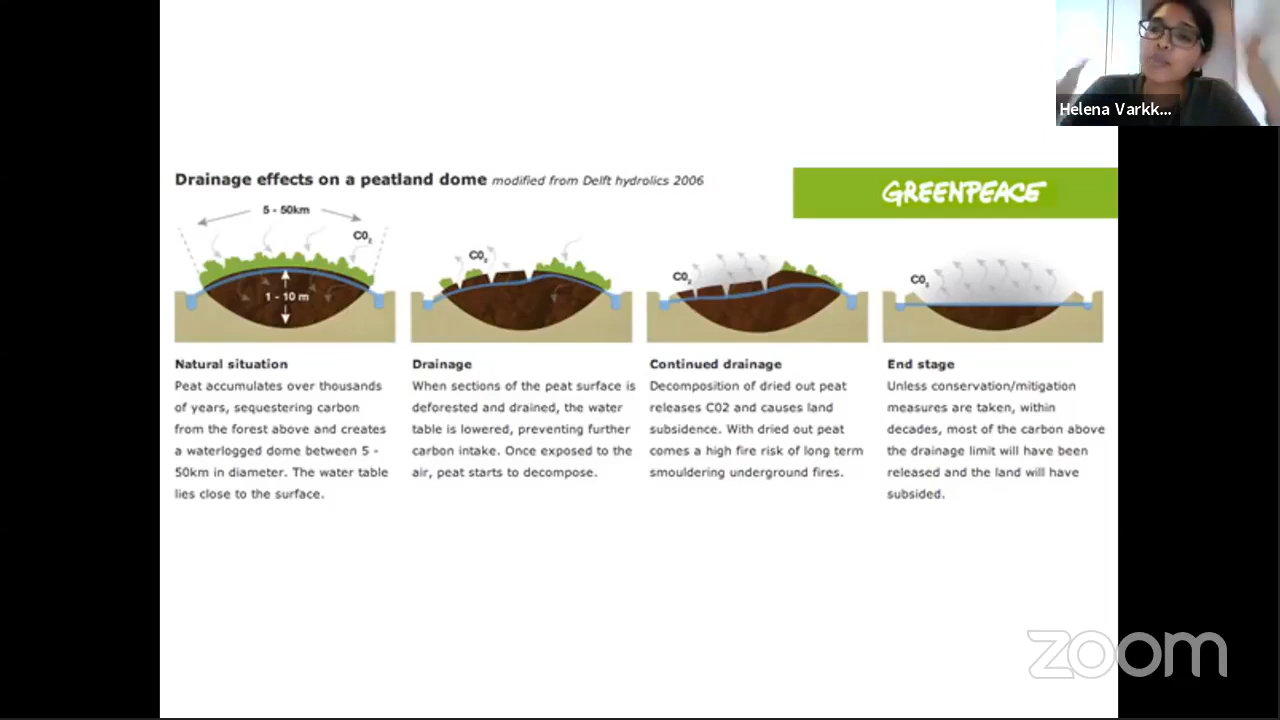 Helena Varkk...
Drainage effects on a peatland dome modified from Delft hydrolics 2006
GREENPEACE
5 - 50km
CO2
1 - 10 m
CO2
CO2
CO2
Natural situation
Peat accumulates over thousands
of years, sequestering carbon
from the forest above and creates
a waterlogged dome between 5 -
50km in diameter. The water table
lies close to the surface.
Drainage
When sections of the peat surface is
deforested and drained, the water
table is lowered, preventing further
carbon intake. Once exposed to the
air, peat starts to decompose.
Continued drainage
Decomposition of dried out peat
releases C02 and causes land
subsidence. With dried out peat
comes a high fire risk of long term
smouldering underground fires.
End stage
Unless conservation/mitigation
measures are taken, within
decades, most of the carbon above
the drainage limit will have been
released and the land will have
subsided.
zoom